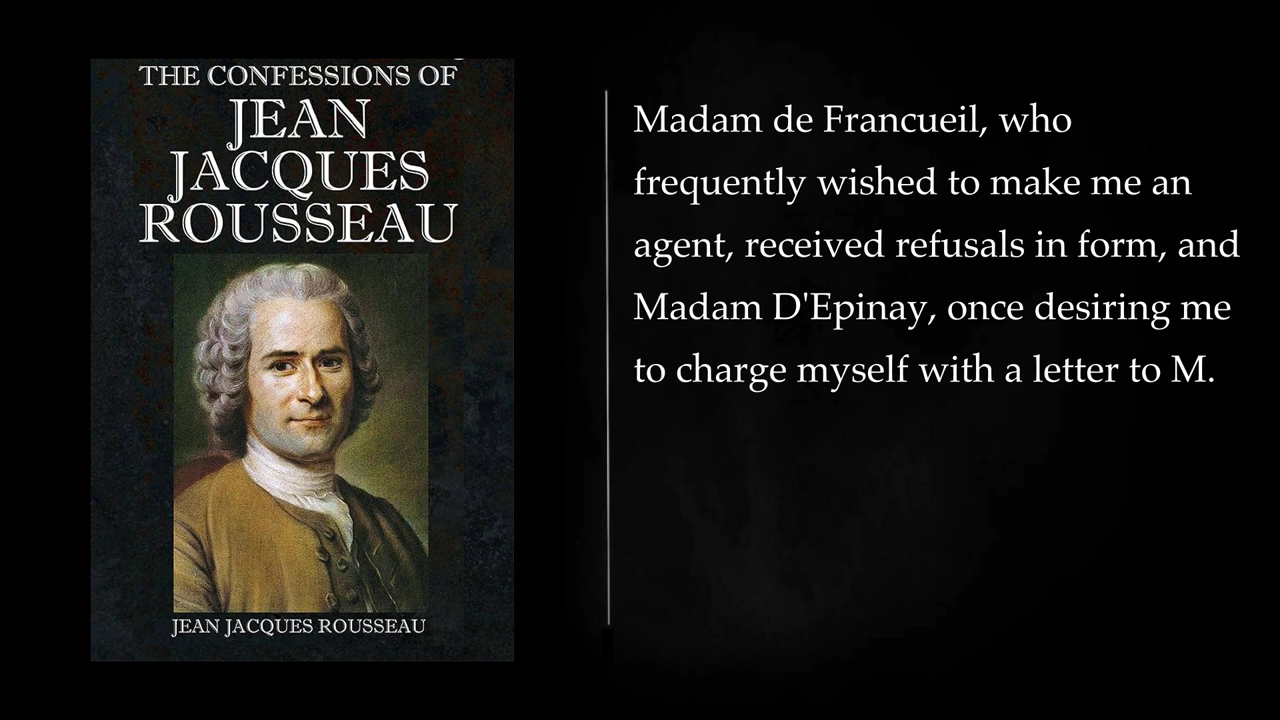 THE CONFESSIONS OF
JEAN
JACQUES
ROUSSEAU
JEAN JACQUES ROUSSEAU
Madam de Francueil, who
frequently wished to make me an
agent, received refusals in form, and
Madam D'Epinay, once desiring me
to charge myself with a letter to M.